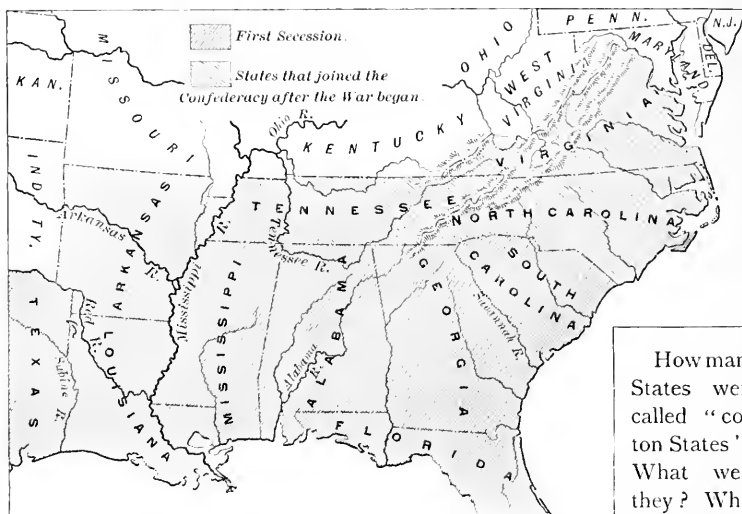 First Secession.
States that joined the
Confederacy after the War began.
PENN.
N.J.
MARYLAND
DEL.
OHIO
WEST
VIRGINIA
VIRGINIA
KAN.
MISSOURI
Ohio R.
KENTUCKY
IND TY.
Arkansas
R.
ARKANSAS
Mississippi
R.
TENNESSEE
Tennessee R.
NORTH CAROLINA
SOUTH
CAROLINA
Savannah R.
GEORGIA
ALABAMA
Alabama
R.
MISSISSIPPI
Red R.
LOUISIANA
Sabine R.
TEXAS
FLORIDA
How man
States we
called “co
ton States ’
What we
they? Wh